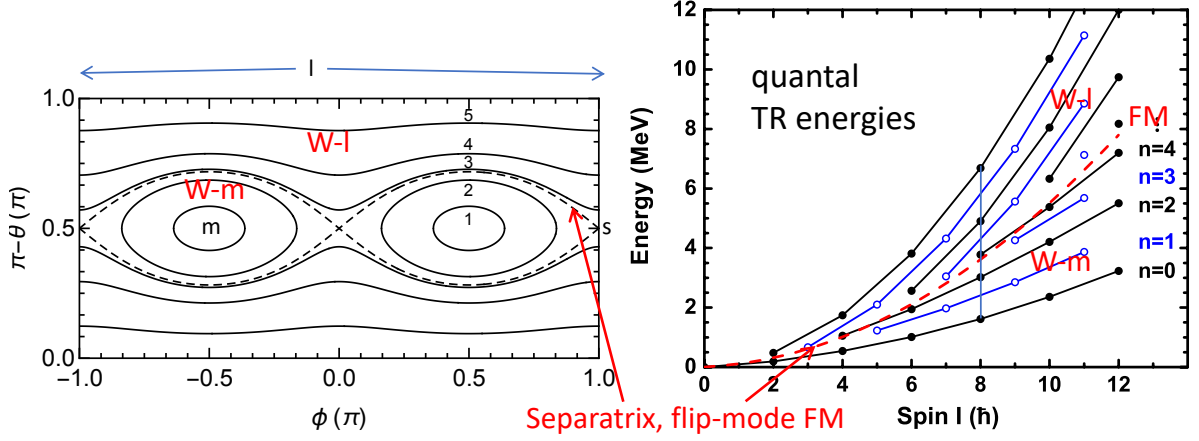 l
1.0
0.5
0.0
π−θ (π)
5
W-l
4
3
W-m
2
m
1
s
−1.0
−0.5
0.0
0.5
1.0
ϕ (π)
Separatrix, flip-mode FM
12
10
8
6
4
2
0
Energy (MeV)
quantal
TR energies
W-l
FM
n=4
n=3
n=2
W-m
n=1
n=0
0
2
4
6
8
10
12
Spin I (ħ)